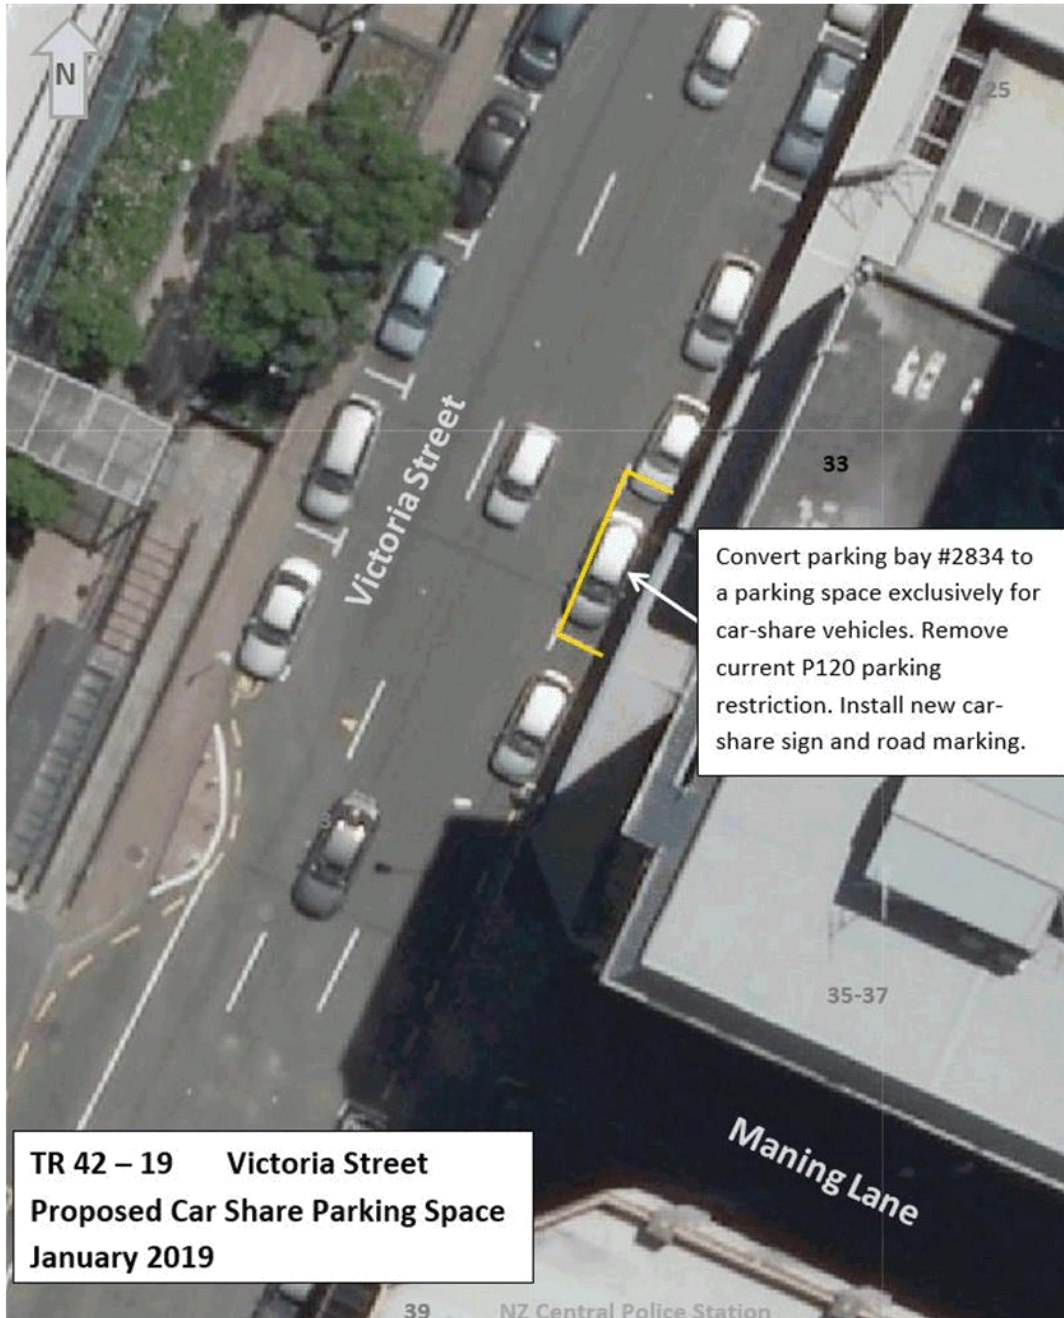 N
25
Victoria Street
33
Convert parking bay #2834 to
a parking space exclusively for
car-share vehicles. Remove
current P120 parking
restriction. Install new car-
share sign and road marking.
35-37
Maning Lane
TR 42 – 19 Victoria Street
Proposed Car Share Parking Space
January 2019
39 NZ Central Police Station